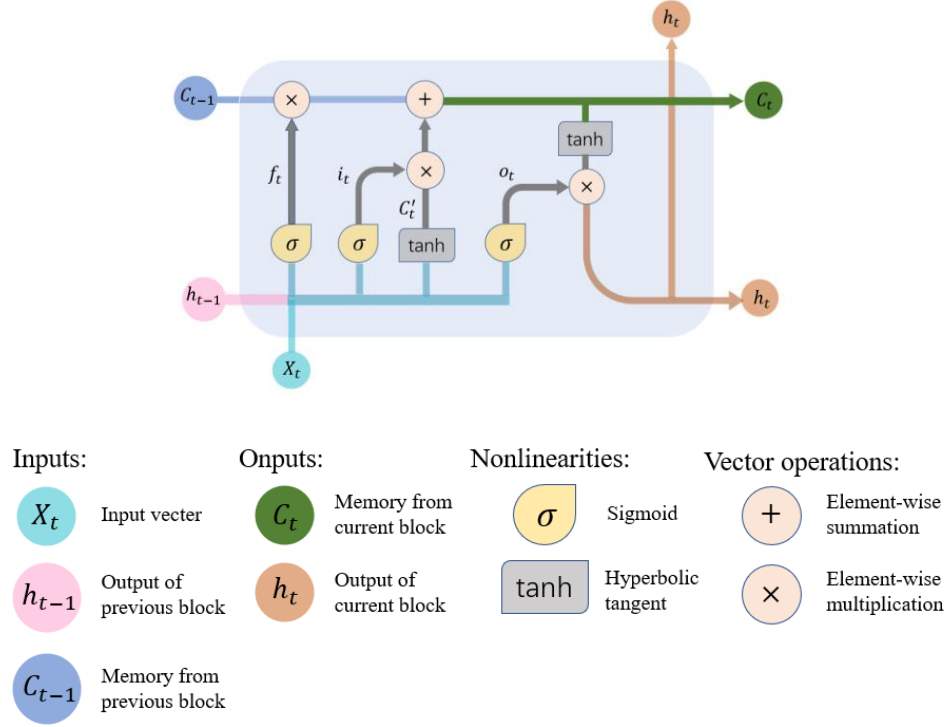 h_t
C_{t-1}
×
+
C_t
tanh
f_t
i_t
×
o_t
×
C'_t
σ
σ
tanh
σ
h_{t-1}
h_t
X_t
Inputs:
Onputs:
Nonlinearities:
Vector operations:
X_t
Input vecter
C_t
Memory from
current block
σ
Sigmoid
+
Element-wise
summation
h_{t-1}
Output of
previous block
h_t
Output of
current block
tanh
Hyperbolic
tangent
×
Element-wise
multiplication
C_{t-1}
Memory from
previous block